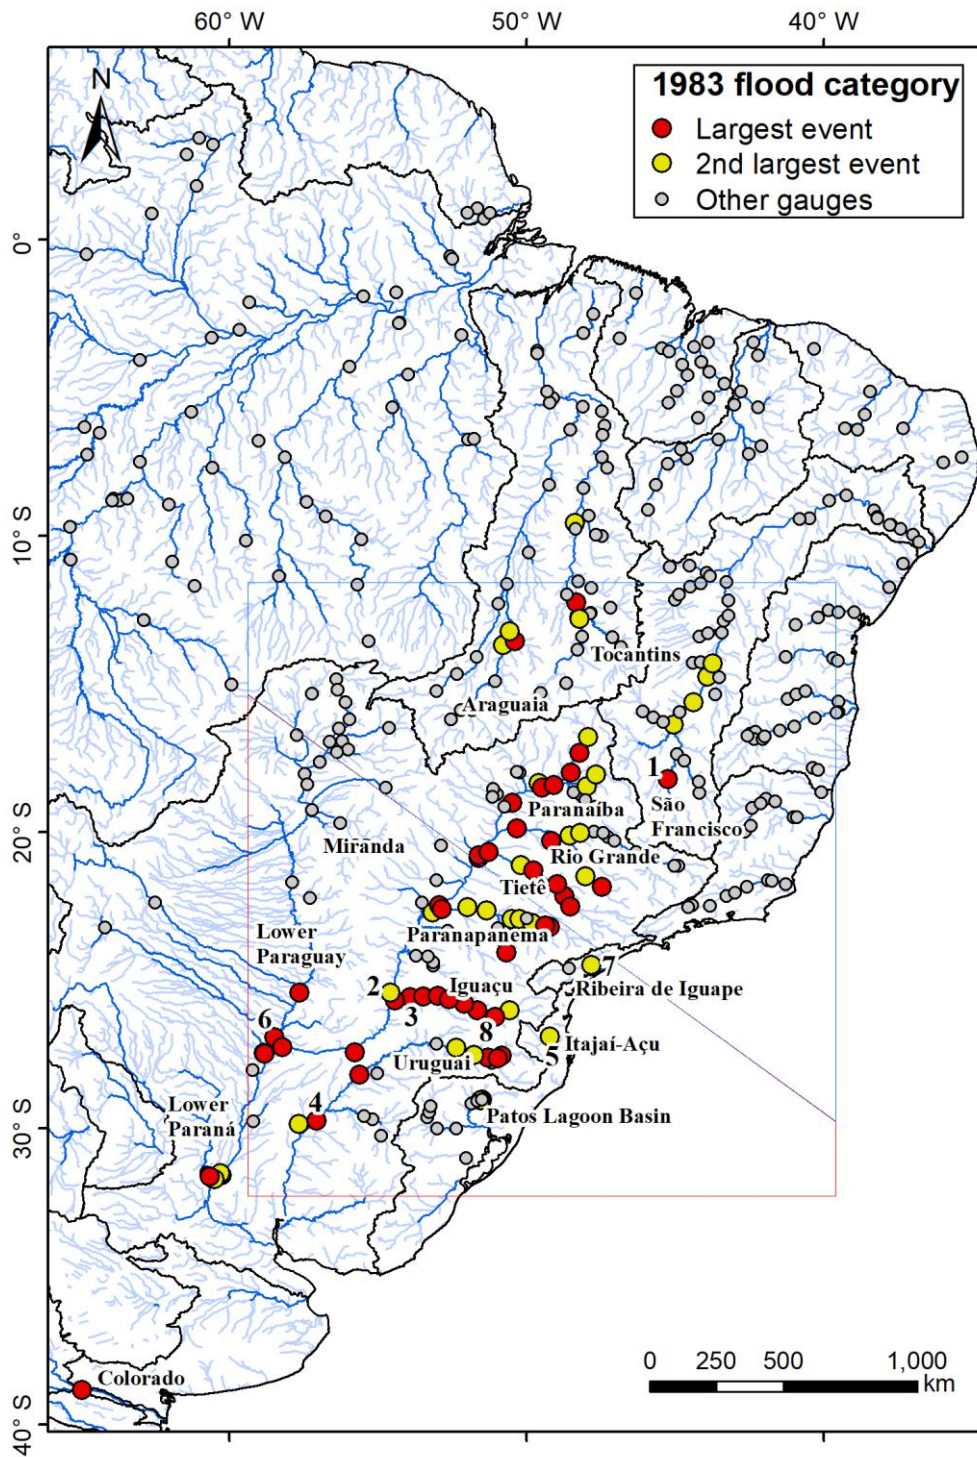 60° W 50° W 40° W
N
1983 flood category
Largest event
2nd largest event
Other gauges
0°
10° S
Tocantins
Araguaia
1
São
Francisco
Paranaíba
20° S
Miranda
Rio Grande
Tietê
Paranapanema
Lower
Paraguay
7
Ribeira de Iguape
2
Iguaçu
3
8
6
Itajaí-Açu
5
Uruguai
4
Lower
Paraná
Patos Lagoon Basin
30° S
Colorado
0 250 500 1,000
km
40° S